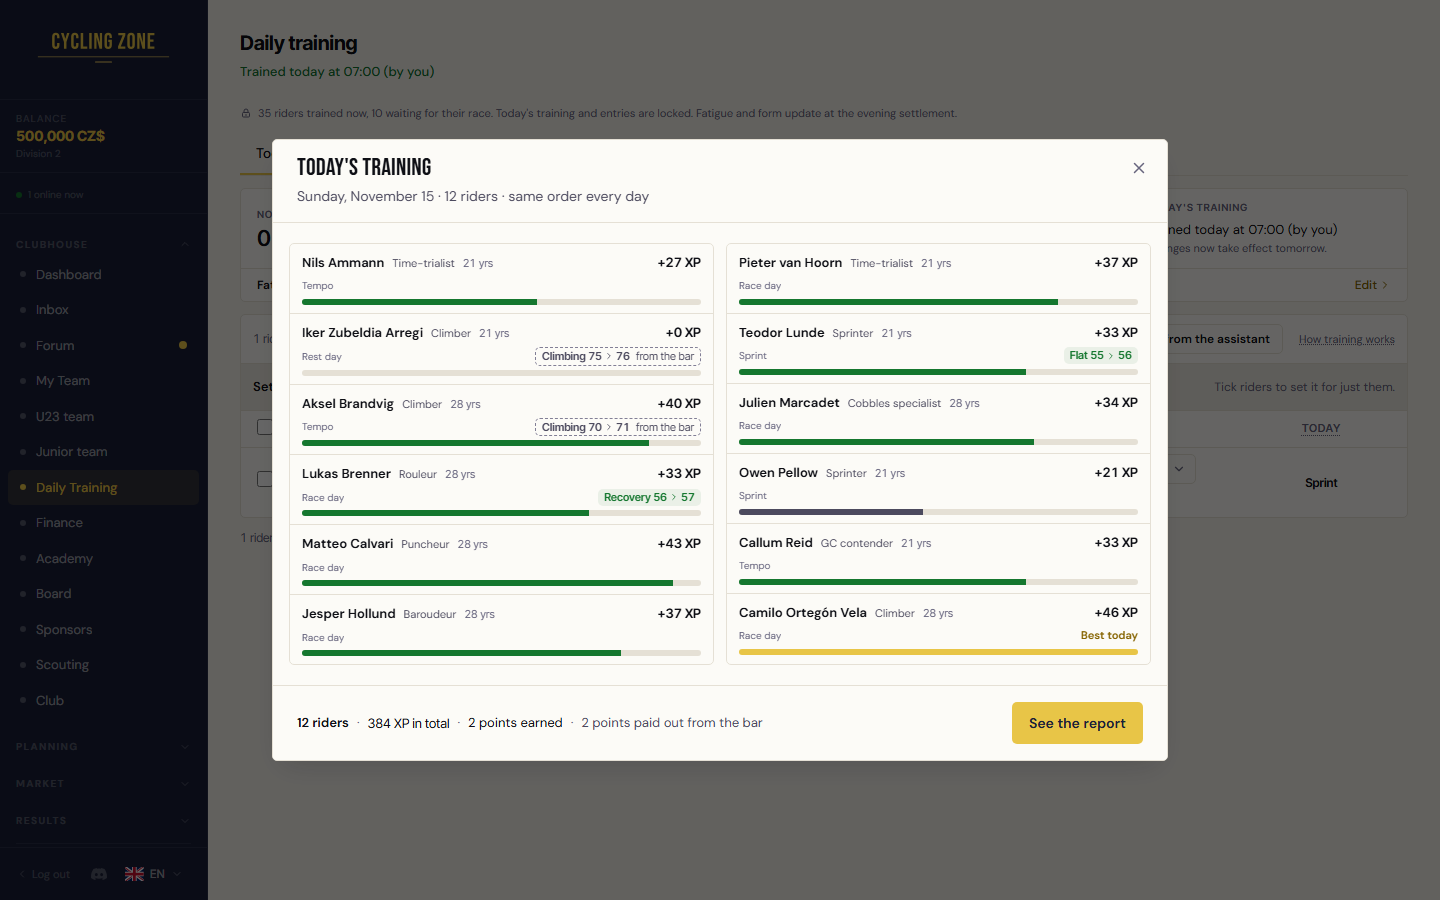 CYCLING ZONE
BALANCE
500,000 CZ$
Division 2
1 online now
CLUBHOUSE
Dashboard
Inbox
Forum
My Team
U23 team
Junior team
Daily Training
Finance
Academy
Board
Sponsors
Scouting
Club
PLANNING
MARKET
RESULTS
Log out
EN
Daily training
Trained today at 07:00 (by you)
35 riders trained now, 10 waiting for their race. Today's training and entries are locked. Fatigue and form update at the evening settlement.
TODAY'S TRAINING
Sunday, November 15 · 12 riders · same order every day
Nils Ammann Time-trialist 21 yrs +27 XP
Tempo
Iker Zubeldia Arregi Climber 21 yrs +0 XP
Rest day Climbing 75 > 76 from the bar
Aksel Brandvig Climber 28 yrs +40 XP
Tempo Climbing 70 > 71 from the bar
Lukas Brenner Rouleur 28 yrs +33 XP
Race day Recovery 56 > 57
Matteo Calvari Puncheur 28 yrs +43 XP
Race day
Jesper Hollund Baroudeur 28 yrs +37 XP
Race day
Pieter van Hoorn Time-trialist 21 yrs +37 XP
Race day
Teodor Lunde Sprinter 21 yrs +33 XP
Sprint Flat 55 > 56
Julien Marcadet Cobbles specialist 28 yrs +34 XP
Race day
Owen Pellow Sprinter 21 yrs +21 XP
Sprint
Callum Reid GC contender 21 yrs +33 XP
Tempo
Camilo Ortegón Vela Climber 28 yrs +46 XP
Race day Best today
12 riders · 384 XP in total · 2 points earned · 2 points paid out from the bar
See the report
AY'S TRAINING
ned today at 07:00 (by you)
nges now take effect tomorrow.
Edit >
rom the assistant
How training works
Tick riders to set it for just them.
TODAY
Sprint